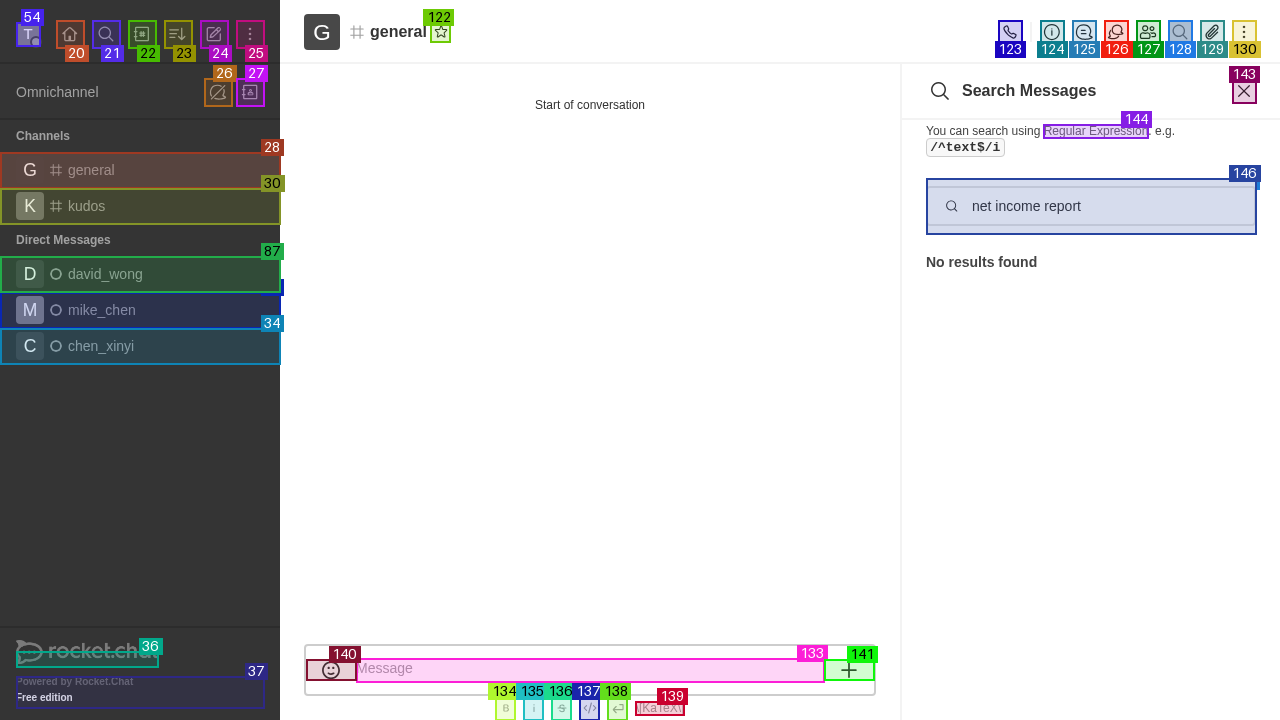 54
T
20
21
22
23
24
25
G
# general
122
123
124
125
126
127
128
129
130
Omnichannel
26
27
Start of conversation
Search Messages
143
You can search using Regular Expression. e.g.
144
/^text$/i
Channels
28
G # general
30
K # kudos
146
net income report
Direct Messages
87
D david_wong
No results found
M mike_chen
34
C chen_xinyi
36
rocket.cha
37
Powered by Rocket.Chat
Free edition
140
Message
133
141
134
135
136
137
138
139
B
i
S
</>
[KaTeX]